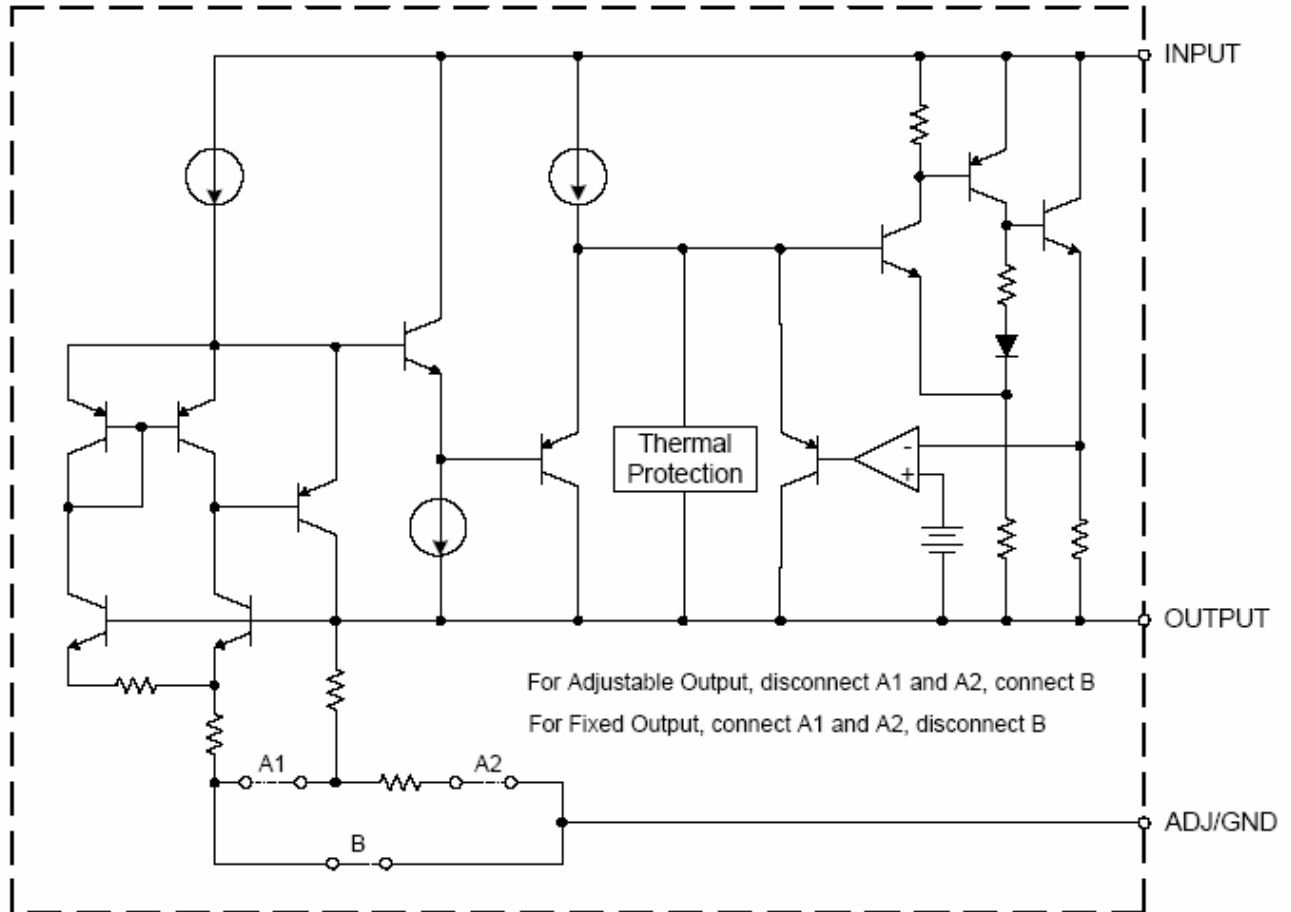 INPUT
Thermal
Protection
-
+
OUTPUT
For Adjustable Output, disconnect A1 and A2, connect B
For Fixed Output, connect A1 and A2, disconnect B
A1
A2
ADJ/GND
B